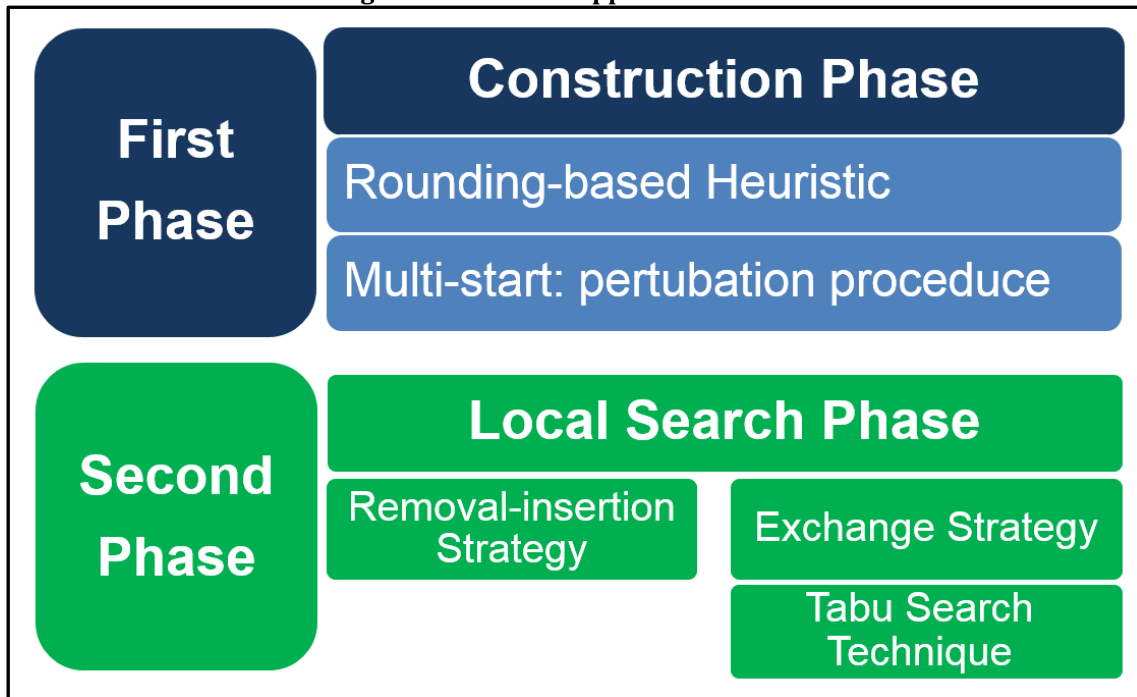 First
Phase
Construction Phase
Rounding-based Heuristic
Multi-start: pertubation proceduce
Second
Phase
Local Search Phase
Removal-insertion
Strategy
Exchange Strategy
Tabu Search
Technique